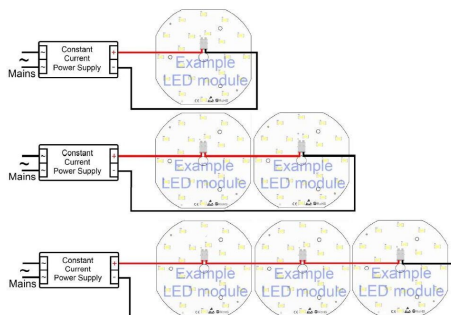 Constant
Current
Power Supply
~
~
+
-
~
Mains
Example
LED module
Constant
Current
Power Supply
~
~
+
-
~
Mains
Example
LED module
Example
LED module
Constant
Current
Power Supply
~
~
+
-
~
Mains
Example
LED module
Example
LED module
Example
LED module